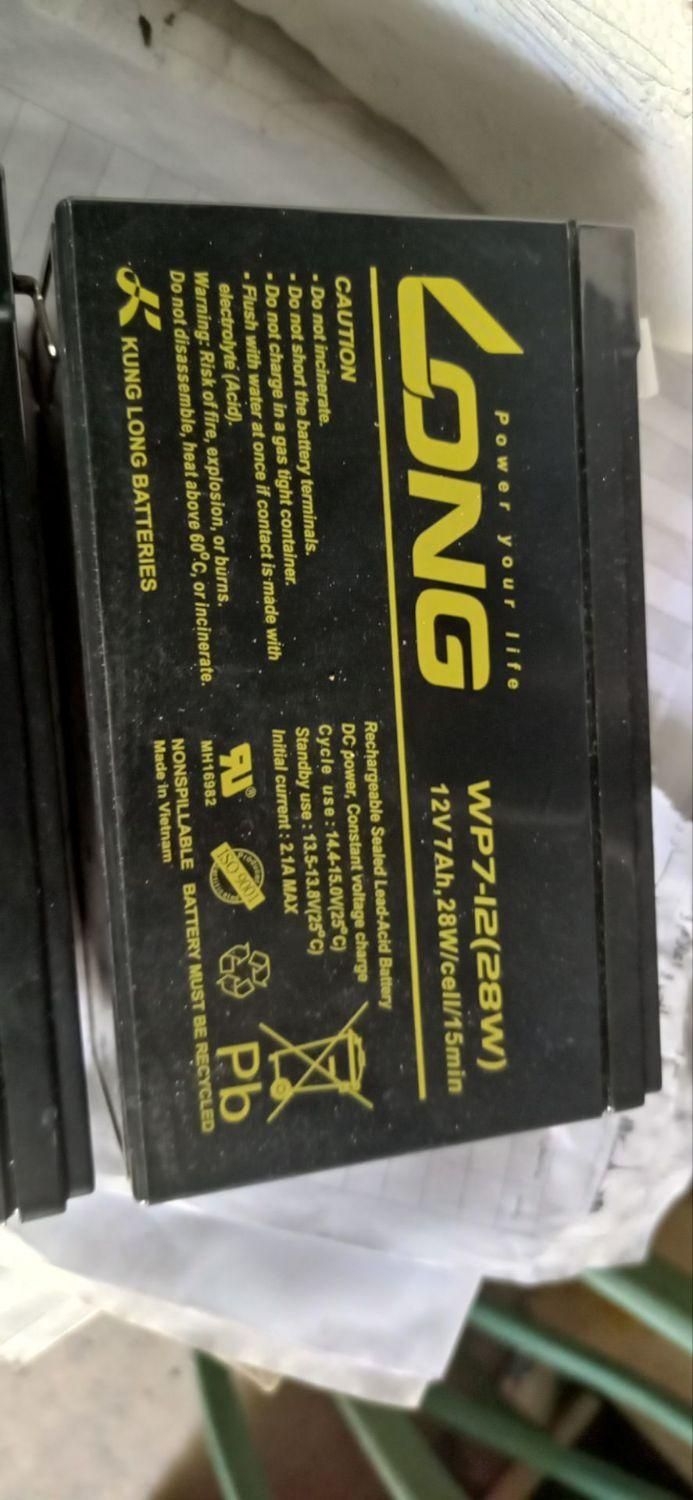 Power your life
LONG
WP7-12(28W)
12V 7Ah,28W/cell/15min
CAUTION
• Do not incinerate.
• Do not short the battery terminals.
• Do not charge in a gas tight container.
• Flush with water at once if contact is made with
electrolyte (Acid).
Warning: Risk of fire, explosion, or burns.
Do not disassemble, heat above 60°C, or incinerate.
KUNG LONG BATTERIES
Rechargeable Sealed Lead-Acid Battery
DC power, Constant voltage charge
Cycle use : 14.4-15.0V(25°C)
Standby use : 13.5-13.8V(25°C)
Initial current : 2.1A MAX
RU®
MH16982
ISO 9001
Pb
NONSPILLABLE BATTERY MUST BE RECYCLED
Made in Vietnam